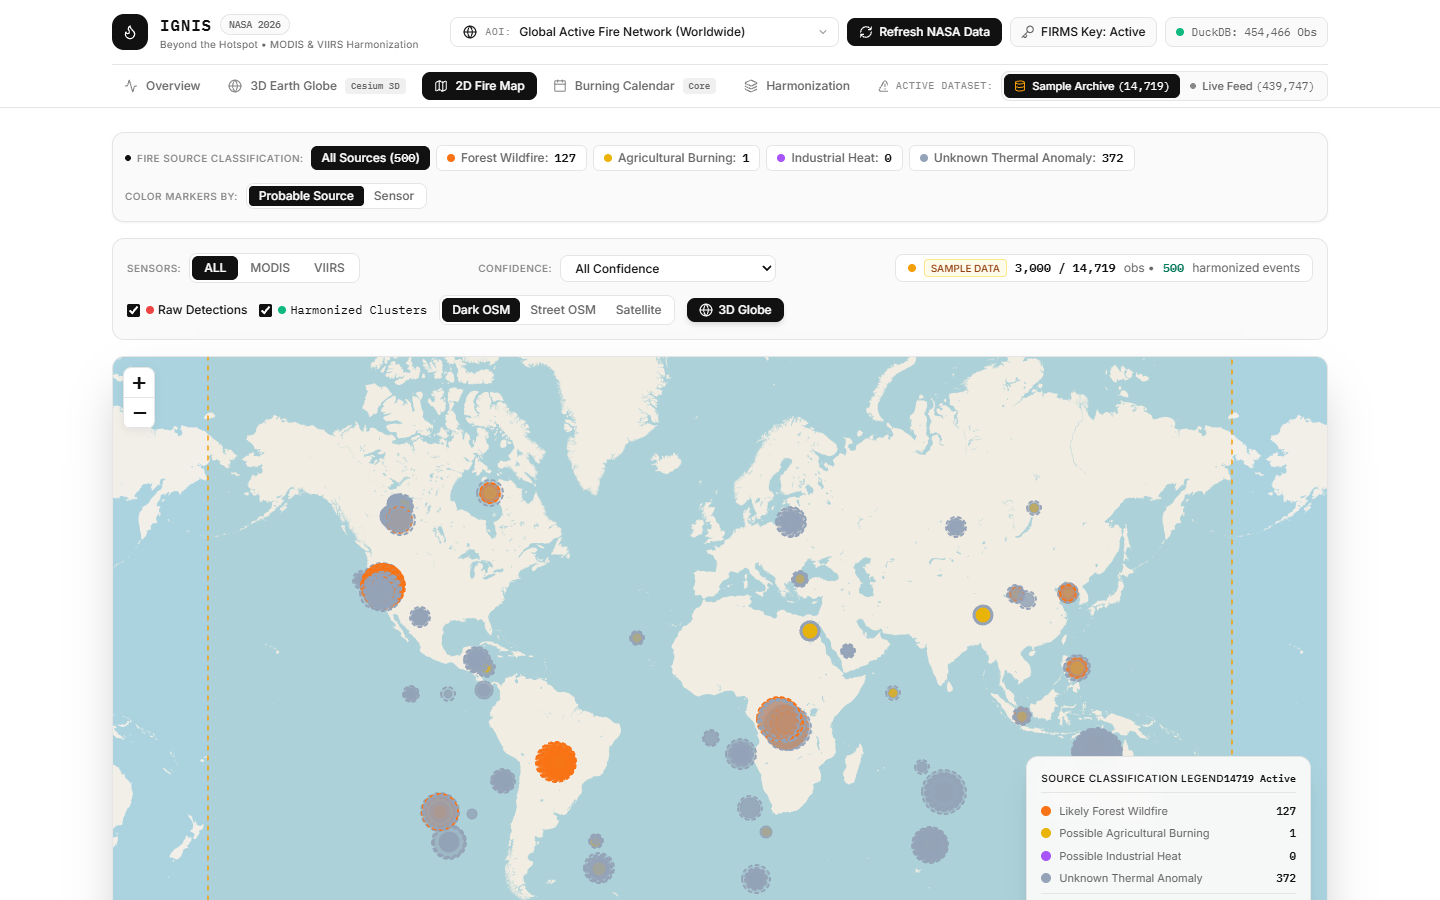 IGNIS NASA 2026
Beyond the Hotspot • MODIS & VIIRS Harmonization
AOI: Global Active Fire Network (Worldwide)
Refresh NASA Data
FIRMS Key: Active
DuckDB: 454,466 Obs
Overview
3D Earth Globe Cesium 3D
2D Fire Map
Burning Calendar Core
Harmonization
ACTIVE DATASET:
Sample Archive (14,719)
Live Feed (439,747)
FIRE SOURCE CLASSIFICATION:
All Sources (500)
Forest Wildfire: 127
Agricultural Burning: 1
Industrial Heat: 0
Unknown Thermal Anomaly: 372
COLOR MARKERS BY:
Probable Source
Sensor
SENSORS:
ALL
MODIS
VIIRS
CONFIDENCE:
All Confidence
SAMPLE DATA 3,000 / 14,719 obs • 500 harmonized events
Raw Detections
Harmonized Clusters
Dark OSM
Street OSM
Satellite
3D Globe
+
−
SOURCE CLASSIFICATION LEGEND14719 Active
Likely Forest Wildfire 127
Possible Agricultural Burning 1
Possible Industrial Heat 0
Unknown Thermal Anomaly 372